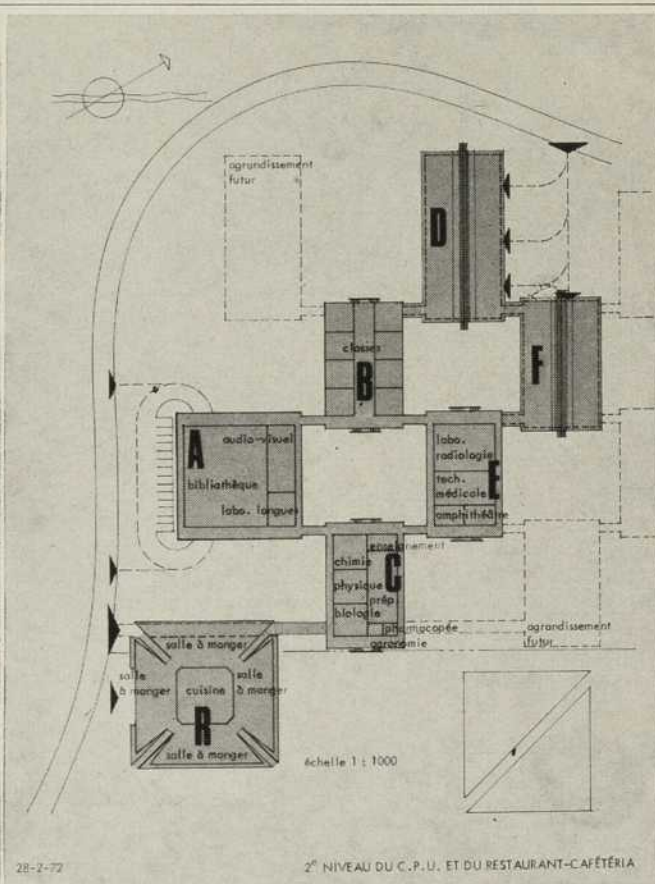 agrandissement
futur
D
classes
B
F
A
audio-visuel
bibliothèque
labo. langues
labo.
radiologie
tech.
médicale
E
amphithéâtre
enseignement
chimie
C
physique
prép
biologie
pharmacopée
agronomie
agrandissement
futur
salle à manger
salle
à manger
cuisine
salle
à manger
R
salle à manger
échelle 1 : 1000
28-2-72
2e NIVEAU DU C.P.U. ET DU RESTAURANT-CAFÉTÉRIA